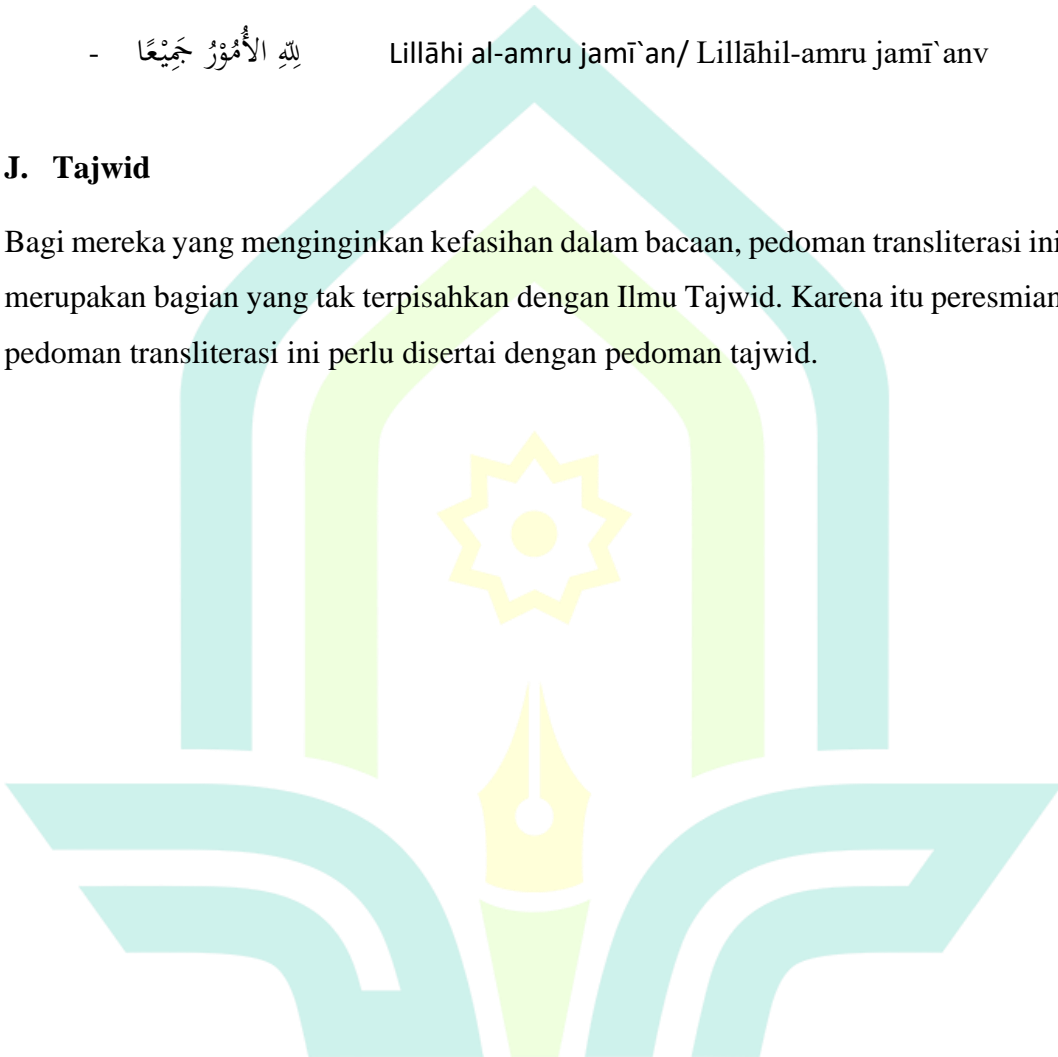 - لِلّهِ الأُمُوْرُ جَمِيْعًا Lillāhi al-amru jamī`an/ Lillāhil-amru jamī`anv
J. Tajwid
Bagi mereka yang menginginkan kefasihan dalam bacaan, pedoman transliterasi ini
merupakan bagian yang tak terpisahkan dengan Ilmu Tajwid. Karena itu peresmian
pedoman transliterasi ini perlu disertai dengan pedoman tajwid.